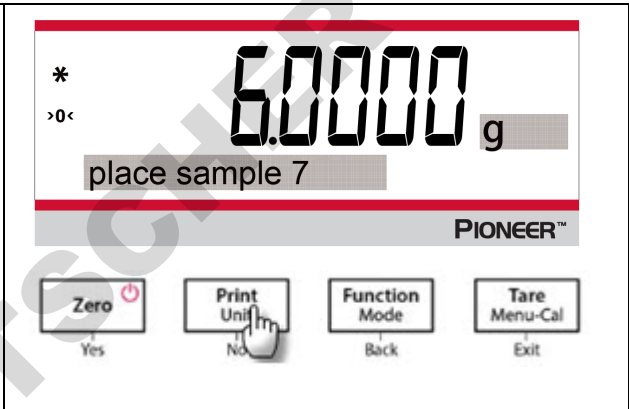 *
>0<
6.0000 g
place sample 7
PIONEER™
Zero
Yes
Print
Unit
No
Function
Mode
Back
Tare
Menu-Cal
Exit